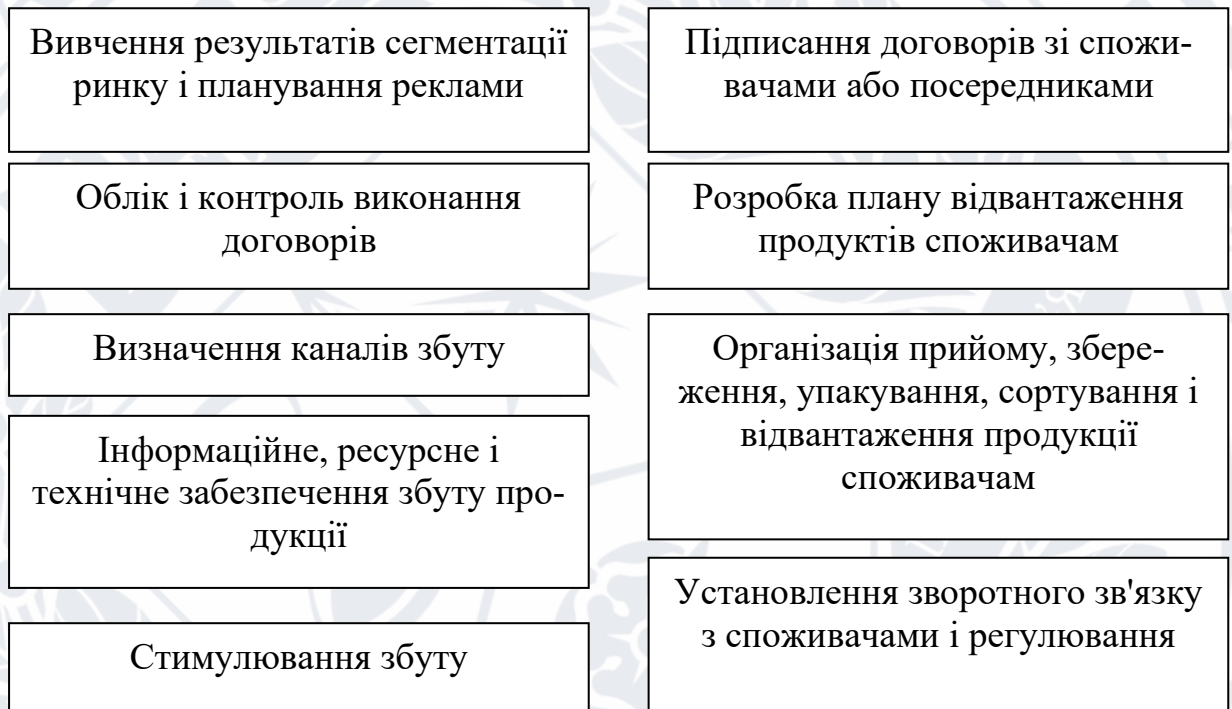 Вивчення результатів сегментації
ринку і планування реклами
Підписання договорів зі спожи-
вачами або посередниками
Облік і контроль виконання
договорів
Розробка плану відвантаження
продуктів споживачам
Визначення каналів збуту
Організація прийому, збере-
ження, упакування, сортування і
відвантаження продукції
споживачам
Інформаційне, ресурсне і
технічне забезпечення збуту про-
дукції
Установлення зворотного зв'язку
з споживачами і регулювання
Стимулювання збуту